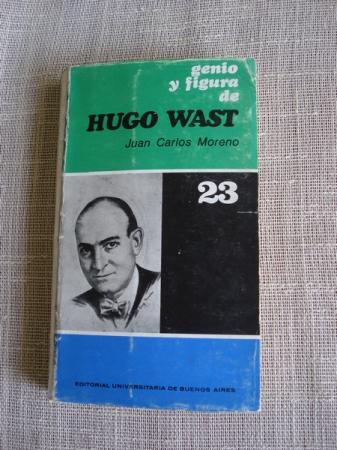 genio
y figura
de
HUGO WAST
Juan Carlos Moreno
23
EDITORIAL UNIVERSITARIA DE BUENOS AIRES